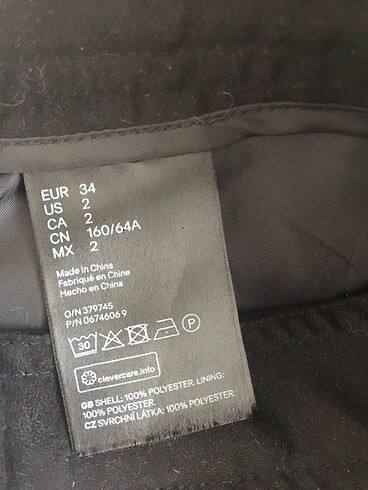 EUR 34
US 2
CA 2
CN 160/64A
MX 2
Made in China
Fabriqué en Chine
Hecho en China
O/N 379745
P/N 0674606 9
30
P
clevercare.info
GB SHELL: 100% POLYESTER. LINING:
100% POLYESTER.
CZ SVRCHNÍ LÁTKA: 100% POLYESTER.